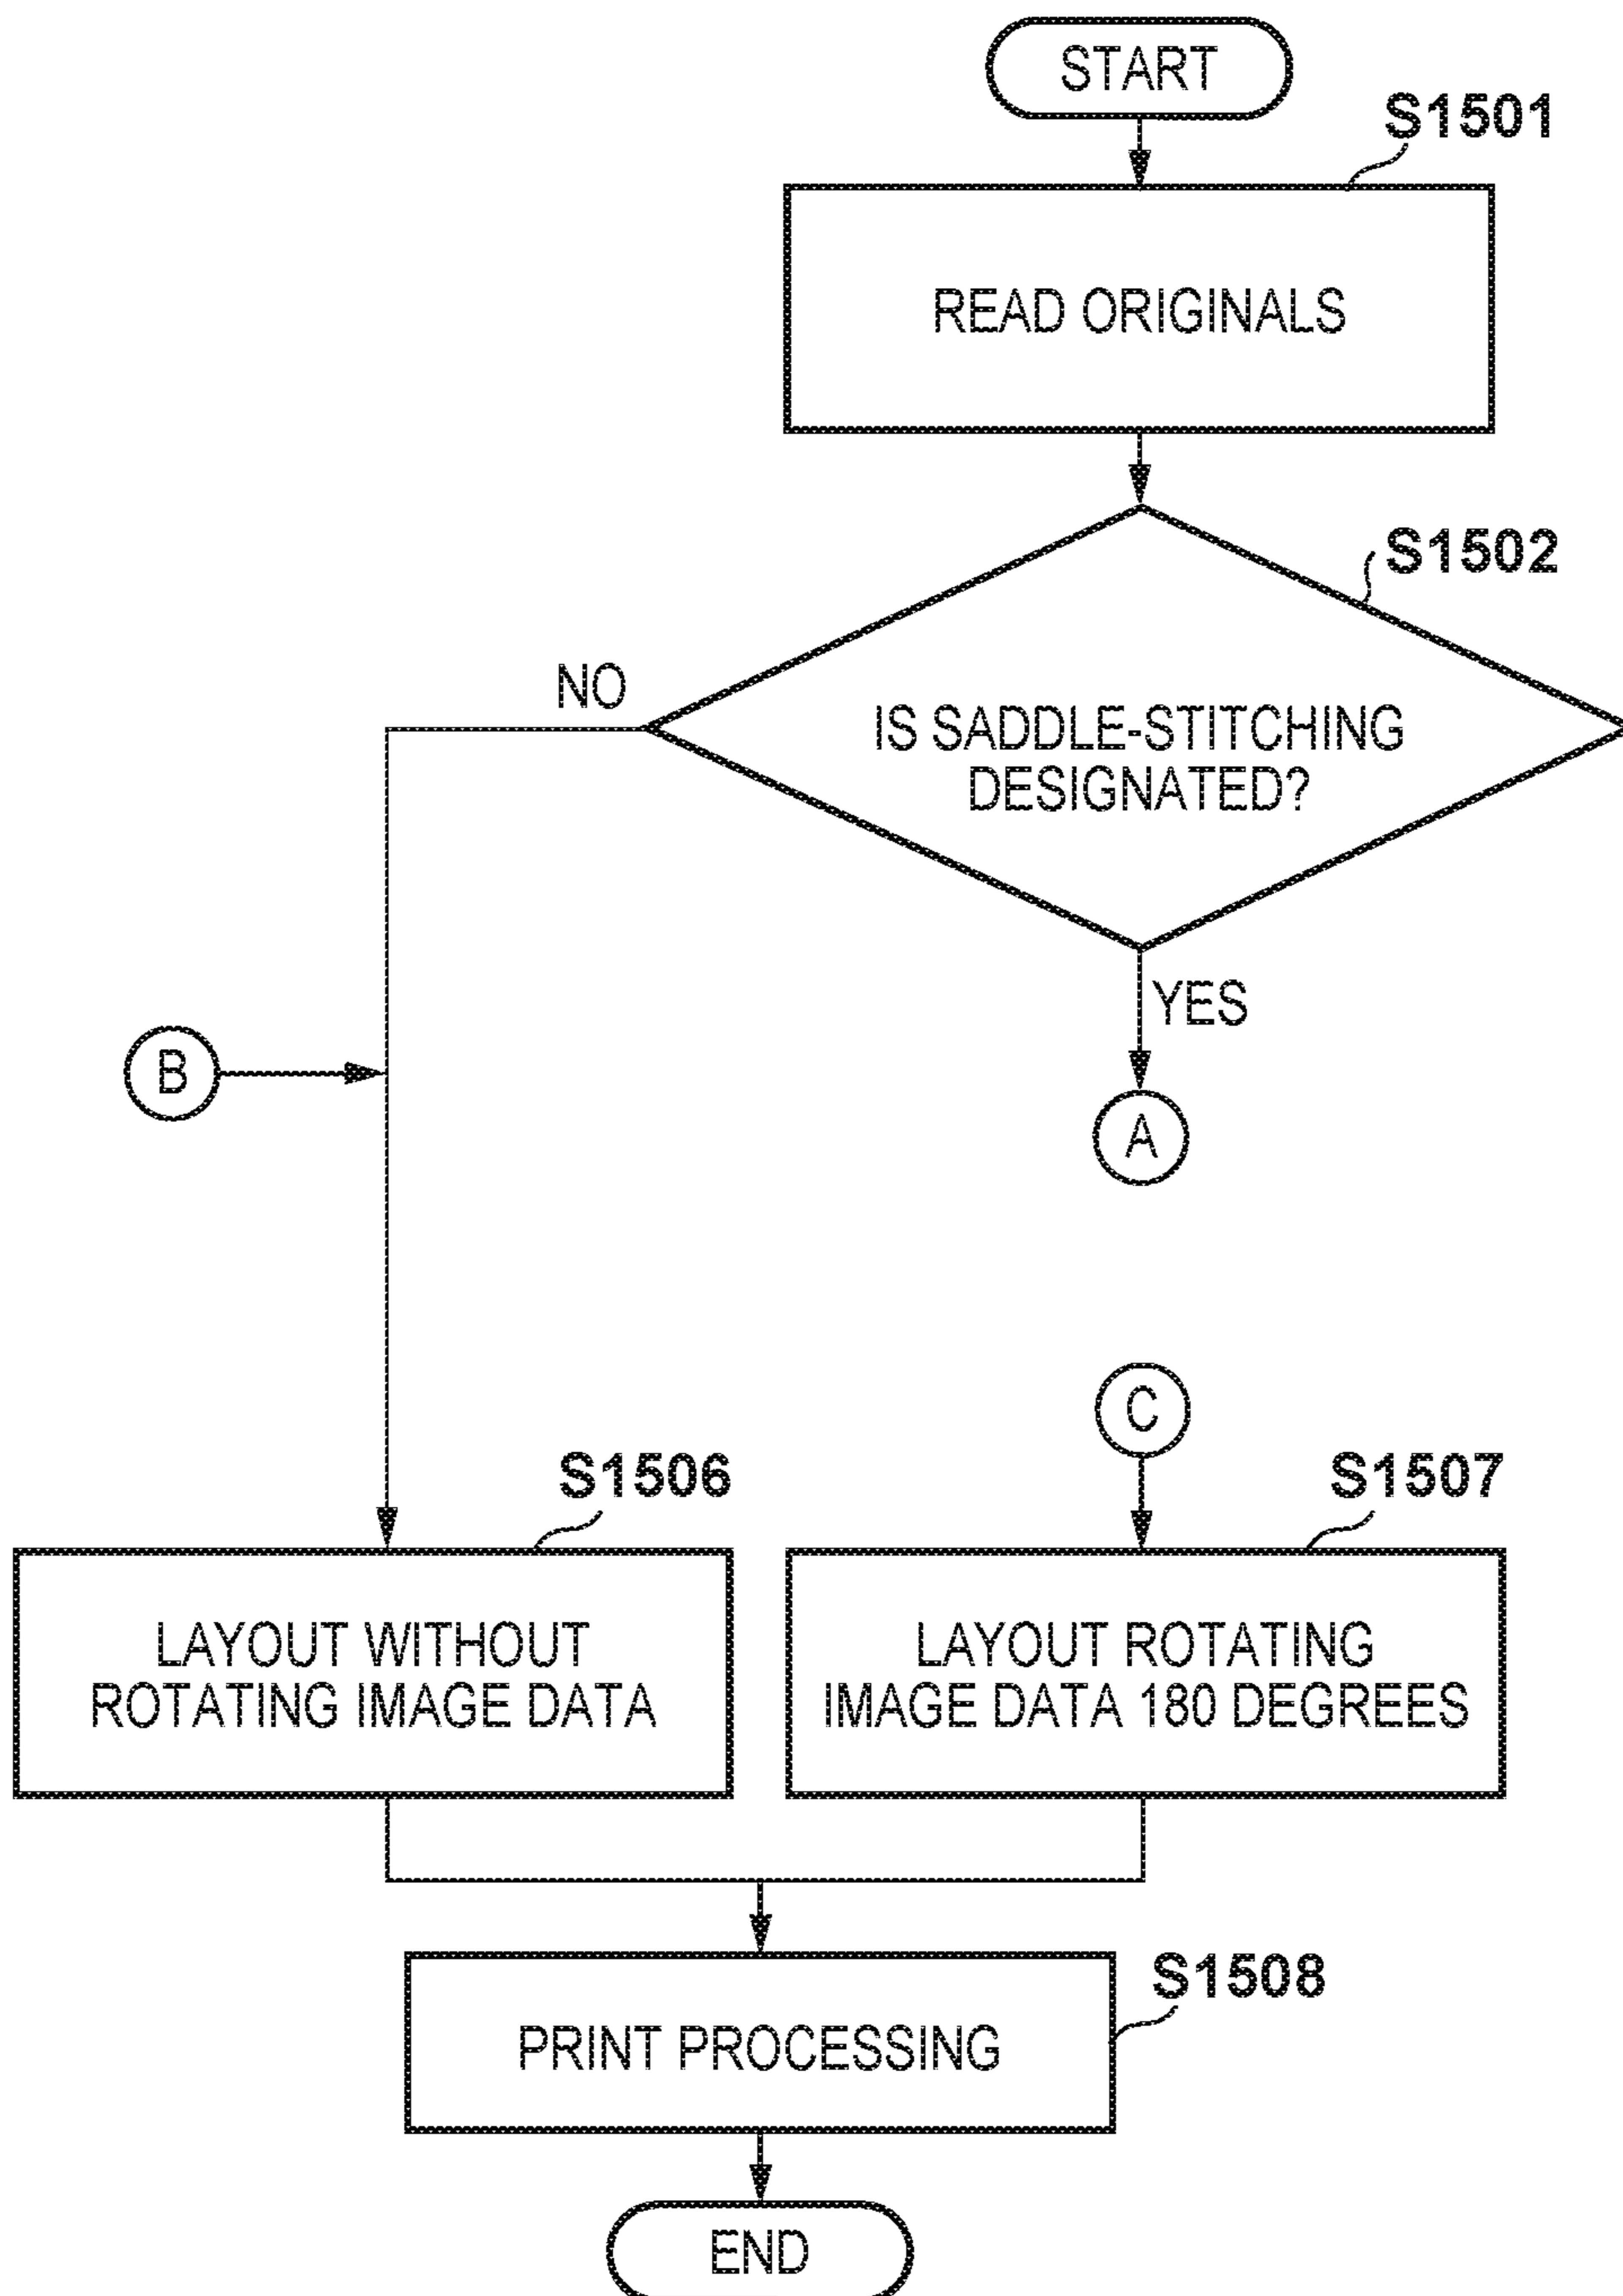 START
S1501
READ ORIGINALS
S1502
NO
IS SADDLE-STITCHING
DESIGNATED?
YES
B
A
C
S1506
S1507
LAYOUT WITHOUT
ROTATING IMAGE DATA
LAYOUT ROTATING
IMAGE DATA 180 DEGREES
S1508
PRINT PROCESSING
END